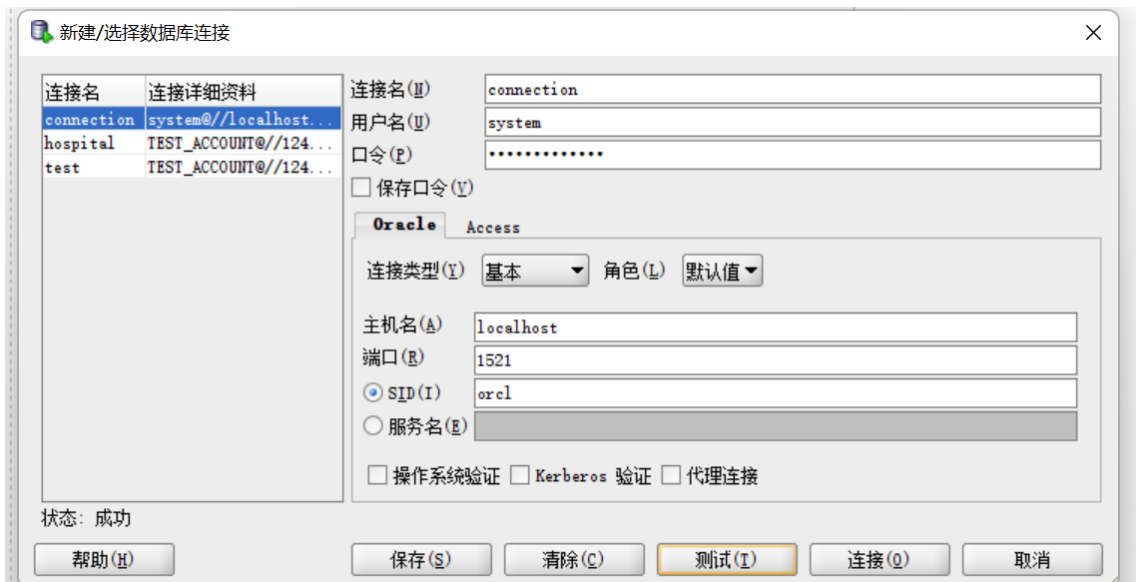 新建/选择数据库连接
连接名 连接详细资料
connection system@//localhost...
hospital TEST_ACCOUNT@//124...
test TEST_ACCOUNT@//124...
连接名(N) connection
用户名(U) system
口令(P) •••••••••••••
保存口令(V)
Oracle Access
连接类型(Y) 基本 角色(L) 默认值
主机名(A) localhost
端口(R) 1521
SID(I) orcl
服务名(E)
操作系统验证 Kerberos 验证 代理连接
状态: 成功
帮助(H) 保存(S) 清除(C) 测试(T) 连接(O) 取消